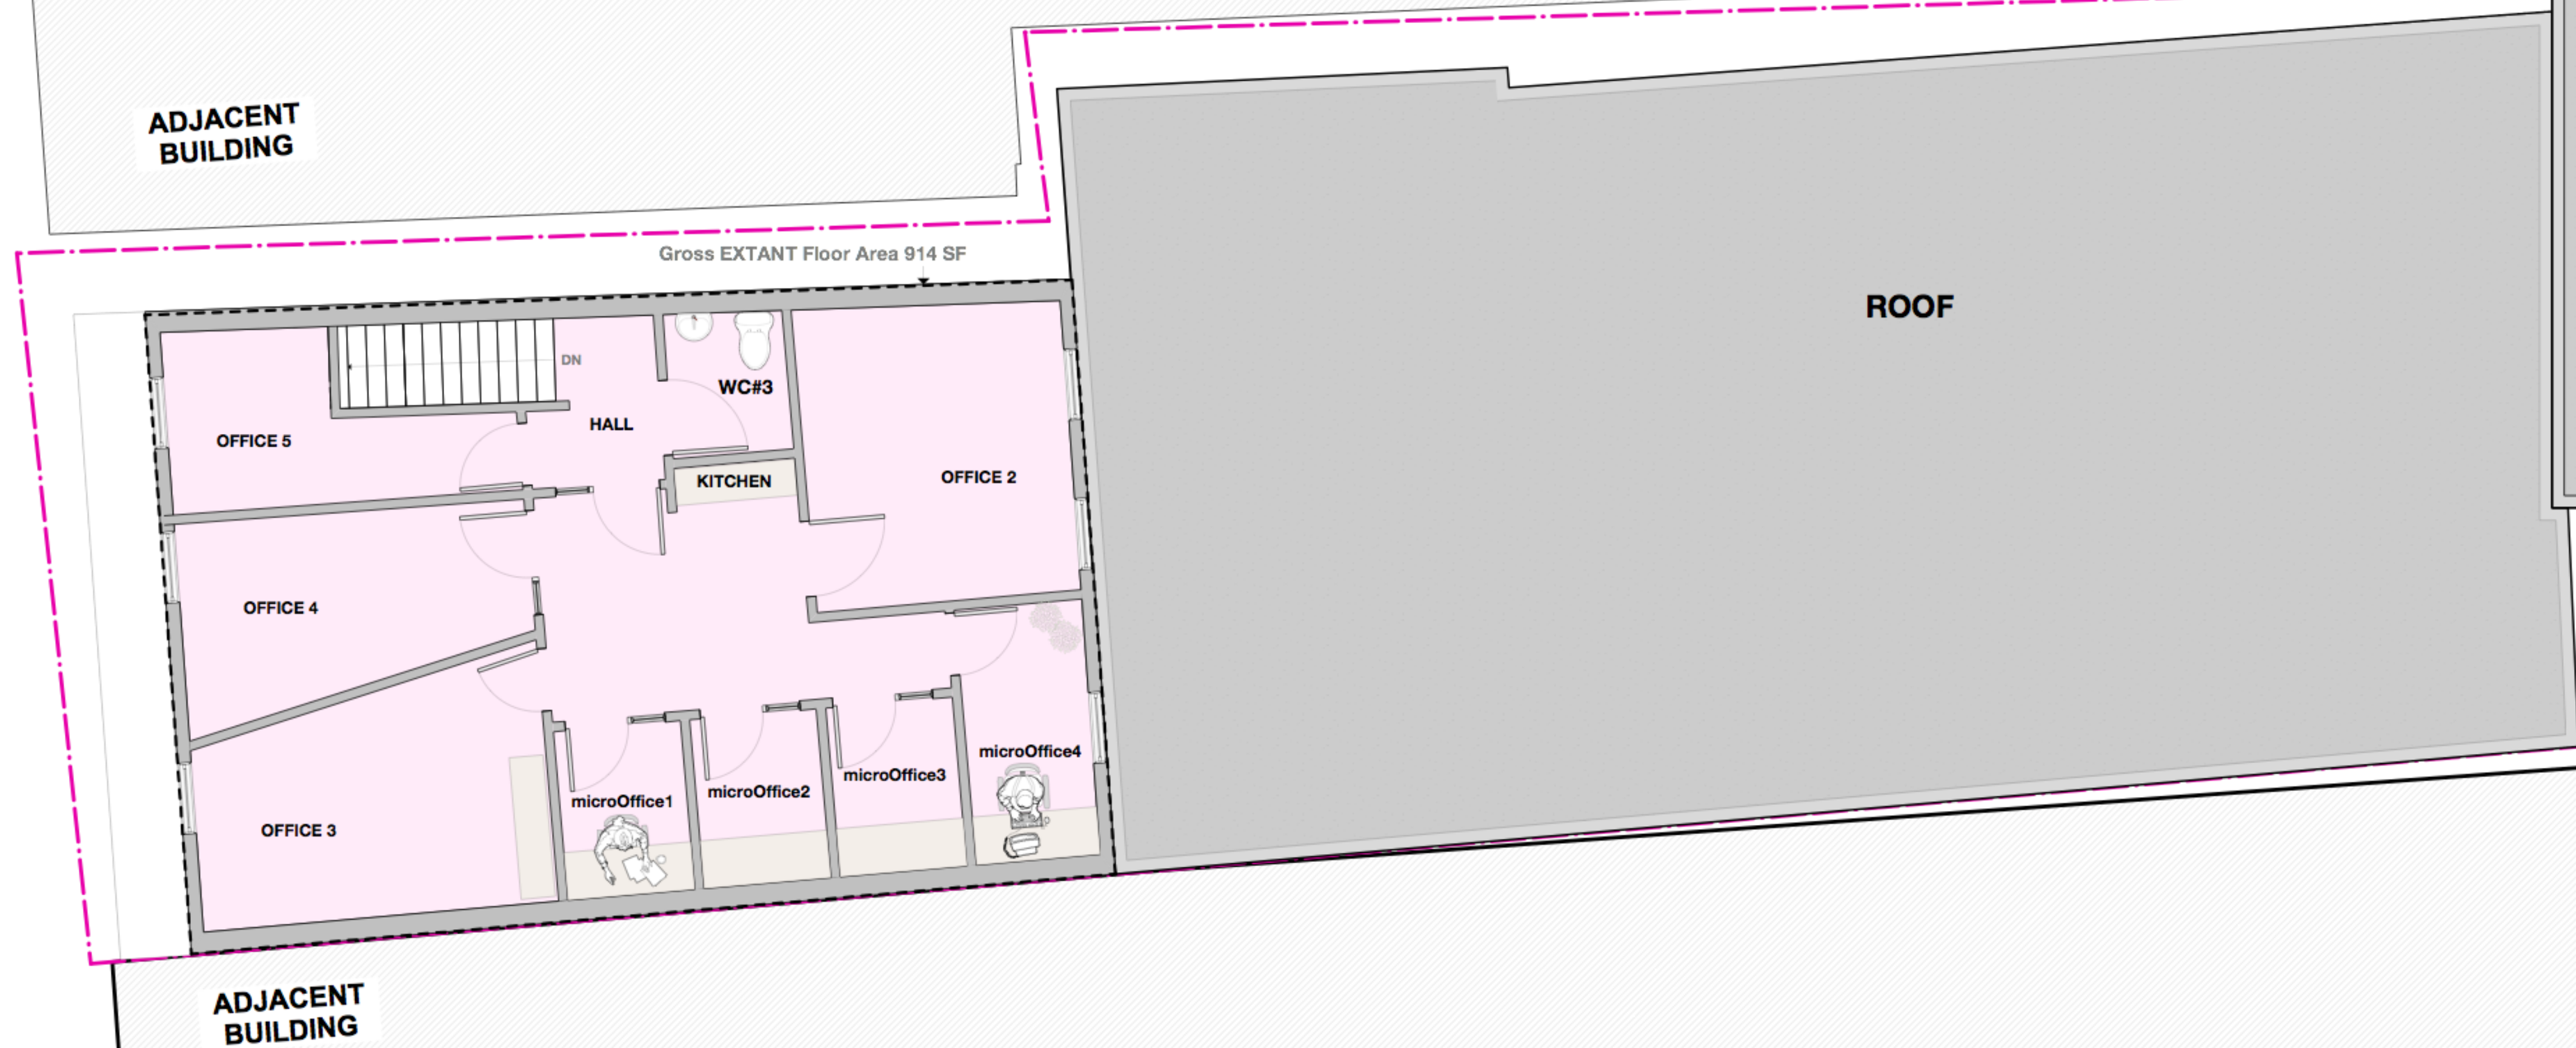 ADJACENT
BUILDING
Gross EXTANT Floor Area 914 SF
ROOF
DN
WC#3
HALL
OFFICE 5
KITCHEN
OFFICE 2
OFFICE 4
microOffice4
microOffice3
microOffice2
microOffice1
OFFICE 3
ADJACENT
BUILDING